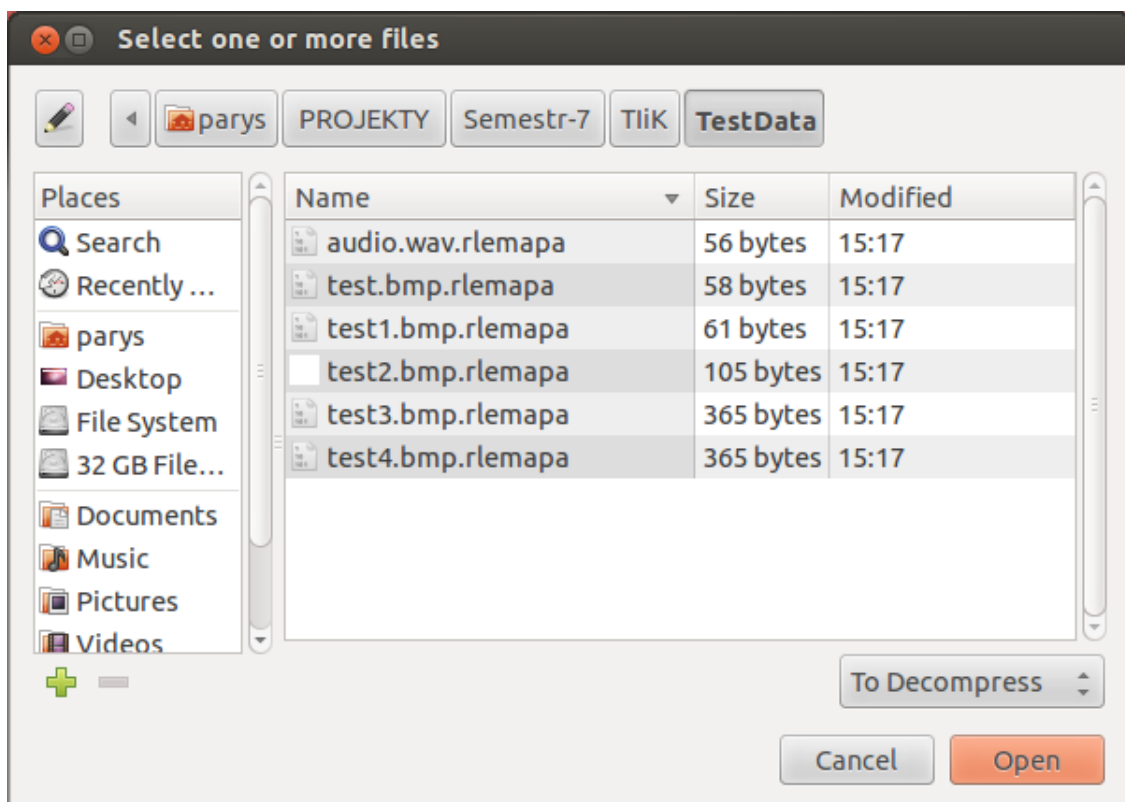 Select one or more files
parys PROJEKTY Semestr-7 TIiK TestData
Places
Search
Recently ...
parys
Desktop
File System
32 GB File...
Documents
Music
Pictures
Videos
Name Size Modified
audio.wav.rlemapa 56 bytes 15:17
test.bmp.rlemapa 58 bytes 15:17
test1.bmp.rlemapa 61 bytes 15:17
test2.bmp.rlemapa 105 bytes 15:17
test3.bmp.rlemapa 365 bytes 15:17
test4.bmp.rlemapa 365 bytes 15:17
To Decompress
Cancel Open